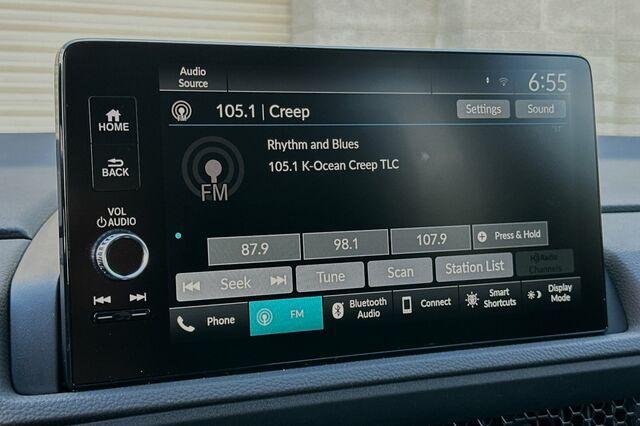 Audio
Source
6:55
HOME
BACK
VOL
AUDIO
105.1 | Creep
Settings
Sound
Rhythm and Blues
105.1 K-Ocean Creep TLC
FM
87.9
98.1
107.9
Press & Hold
Seek
Tune
Scan
Station List
Radio
Channels
Phone
FM
Bluetooth
Audio
Connect
Smart
Shortcuts
Display
Mode